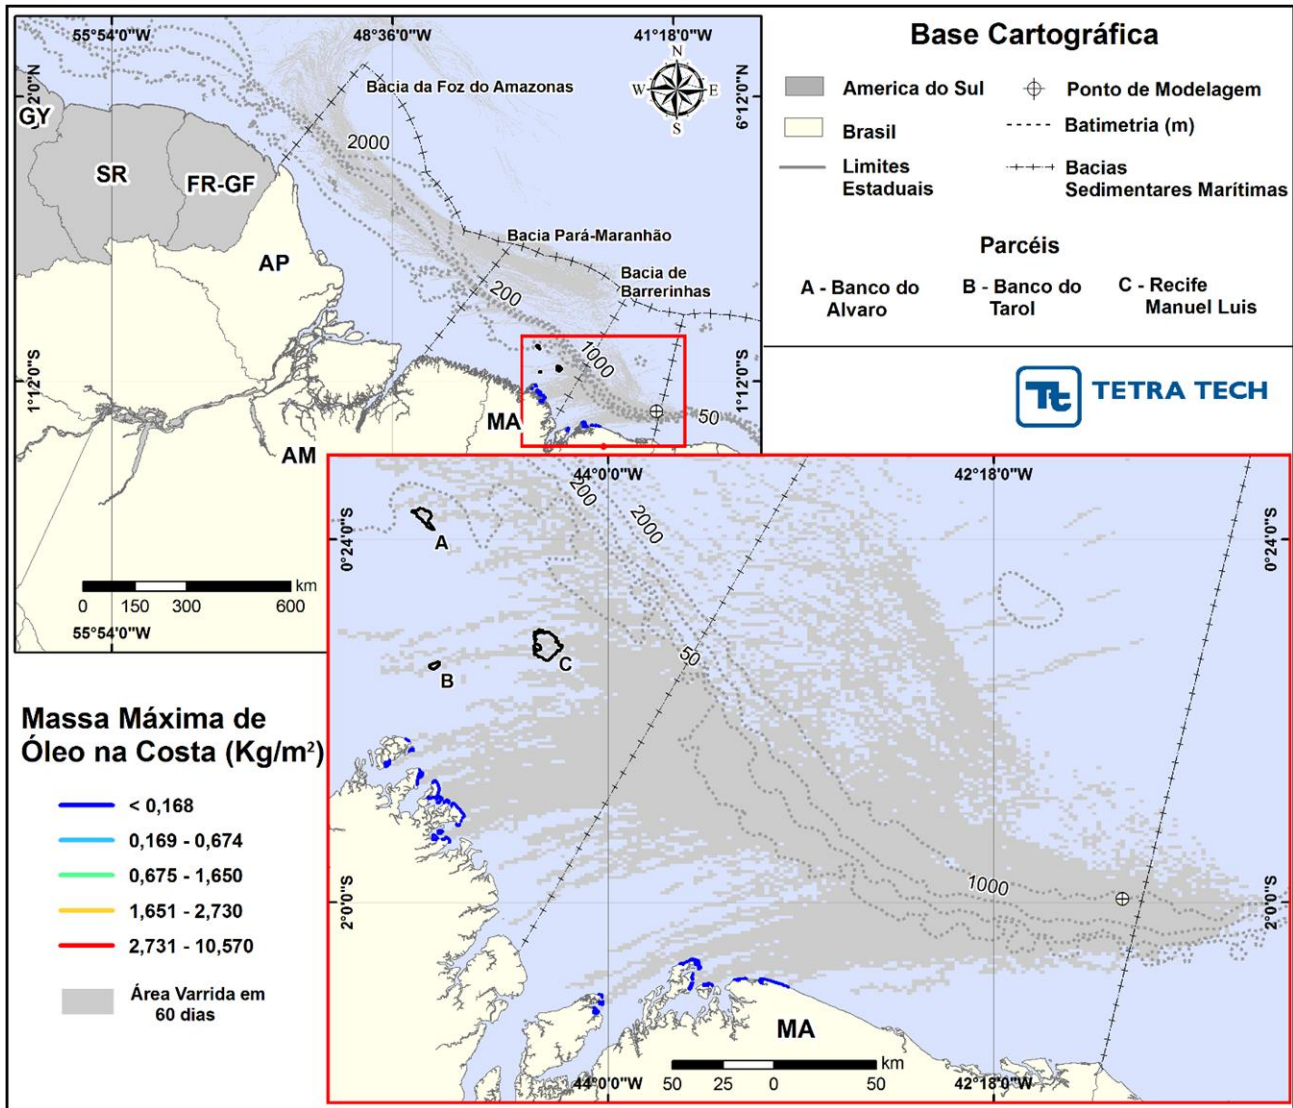 55°54'0"W
48°36'0"W
41°18'0"W
6°12'0"N
2°0"N
GY
SR
FR-GF
AP
AM
MA
Bacia da Foz do Amazonas
2000
Bacia Pará-Maranhão
Bacia de
Barrerinhas
200
1000
50
N
W
E
S
1°12'0"S
1°12'0"S
km
0 150 300 600
55°54'0"W
Base Cartográfica
America do Sul
Brasil
Limites
Estaduais
Ponto de Modelagem
Batimetria (m)
Bacias
Sedimentares Marítimas
Parcéis
A - Banco do
Alvaro
B - Banco do
Tarol
C - Recife
Manuel Luis
Tt TETRA TECH
44°0'0"W
42°18'0"W
0°24'0"S
0°24'0"S
200
2000
A
B
C
50
1000
2°0'0"S
2°0'0"S
MA
km
50 25 0 50
44°0'0"W
42°18'0"W
Massa Máxima de
Óleo na Costa (Kg/m²)
< 0,168
0,169 - 0,674
0,675 - 1,650
1,651 - 2,730
2,731 - 10,570
Área Varrida em
60 dias